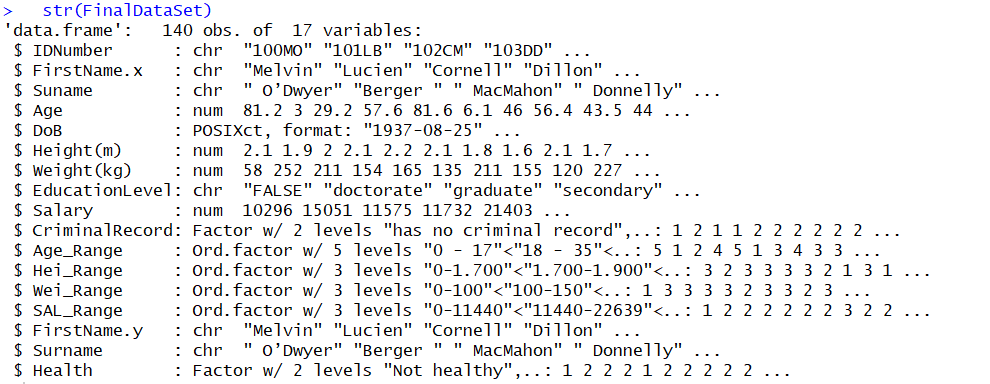 > str(FinalDataSet)
'data.frame': 140 obs. of 17 variables:
$ IDNumber : chr "100MO" "101LB" "102CM" "103DD" ...
$ FirstName.x : chr "Melvin" "Lucien" "Cornell" "Dillon" ...
$ Suname : chr " O’Dwyer" "Berger " " MacMahon" " Donnelly" ...
$ Age : num 81.2 3 29.2 57.6 81.6 6.1 46 56.4 43.5 44 ...
$ DoB : POSIXct, format: "1937-08-25" ...
$ Height(m) : num 2.1 1.9 2 2.1 2.2 2.1 1.8 1.6 2.1 1.7 ...
$ Weight(kg) : num 58 252 211 154 165 135 211 155 120 227 ...
$ EducationLevel: chr "FALSE" "doctorate" "graduate" "secondary" ...
$ Salary : num 10296 15051 11575 11732 21403 ...
$ CriminalRecord: Factor w/ 2 levels "has no criminal record",..: 1 2 1 1 2 2 2 2 2 2 ...
$ Age_Range : Ord.factor w/ 5 levels "0 - 17"<"18 - 35"<..: 5 1 2 4 5 1 3 4 3 3 ...
$ Hei_Range : Ord.factor w/ 3 levels "0-1.700"<"1.700-1.900"<..: 3 2 3 3 3 3 2 1 3 1 ...
$ Wei_Range : Ord.factor w/ 3 levels "0-100"<"100-150"<..: 1 3 3 3 3 2 3 3 2 3 ...
$ SAL_Range : Ord.factor w/ 3 levels "0-11440"<"11440-22639"<..: 1 2 2 2 2 2 2 3 2 2 ...
$ FirstName.y : chr "Melvin" "Lucien" "Cornell" "Dillon" ...
$ Surname : chr " O’Dwyer" "Berger " " MacMahon" " Donnelly" ...
$ Health : Factor w/ 2 levels "Not healthy",..: 1 2 2 2 1 2 2 2 2 2 ...